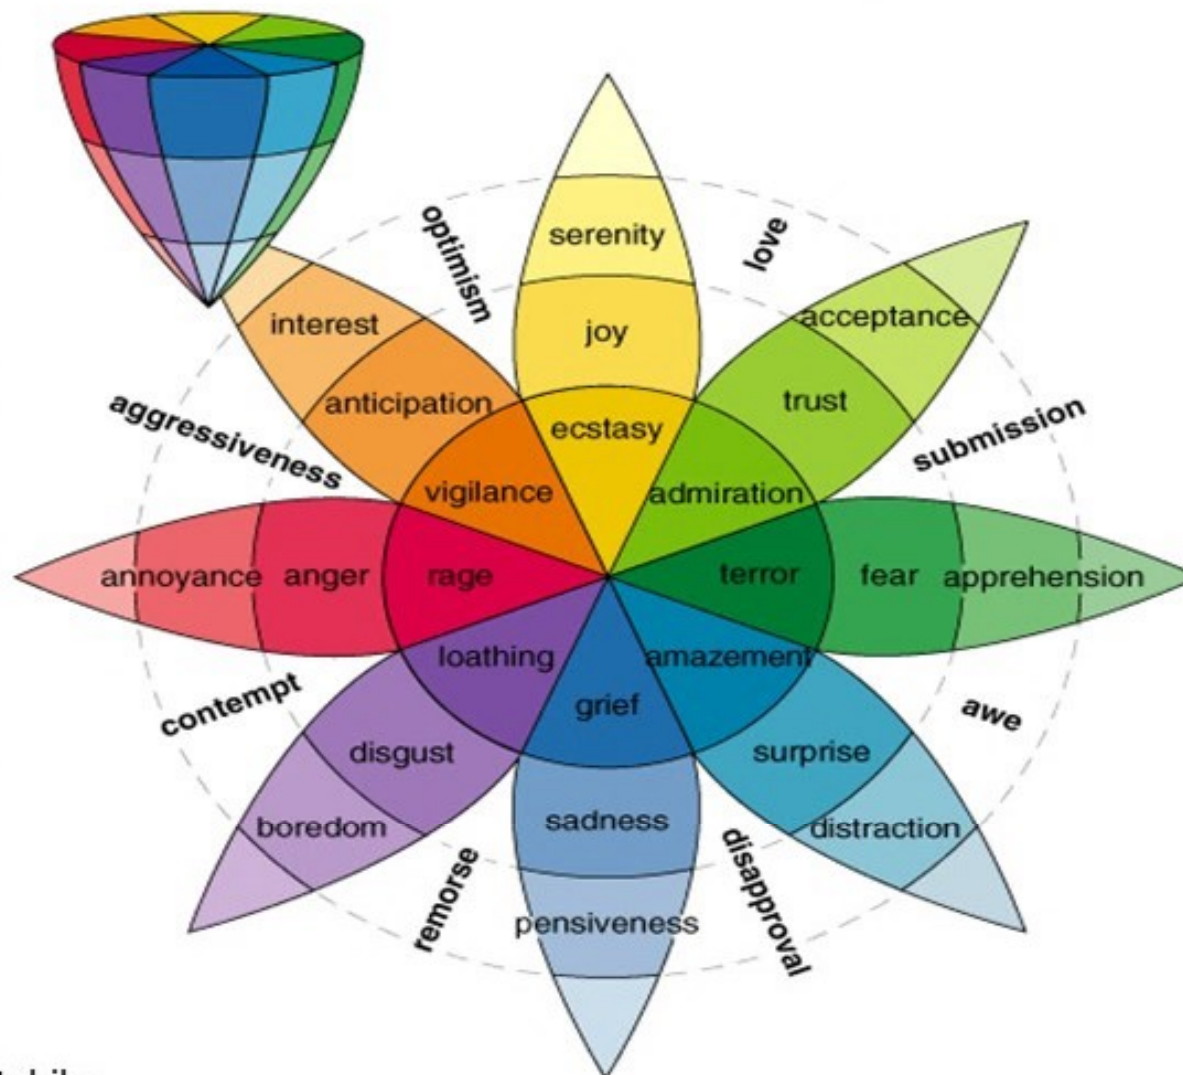 optimism
love
serenity
interest
acceptance
joy
anticipation
trust
aggressiveness
ecstasy
submission
vigilance
admiration
annoyance
anger
rage
terror
fear
apprehension
loathing
amazement
contempt
grief
awe
disgust
surprise
boredom
sadness
distraction
remorse
disapproval
pensiveness